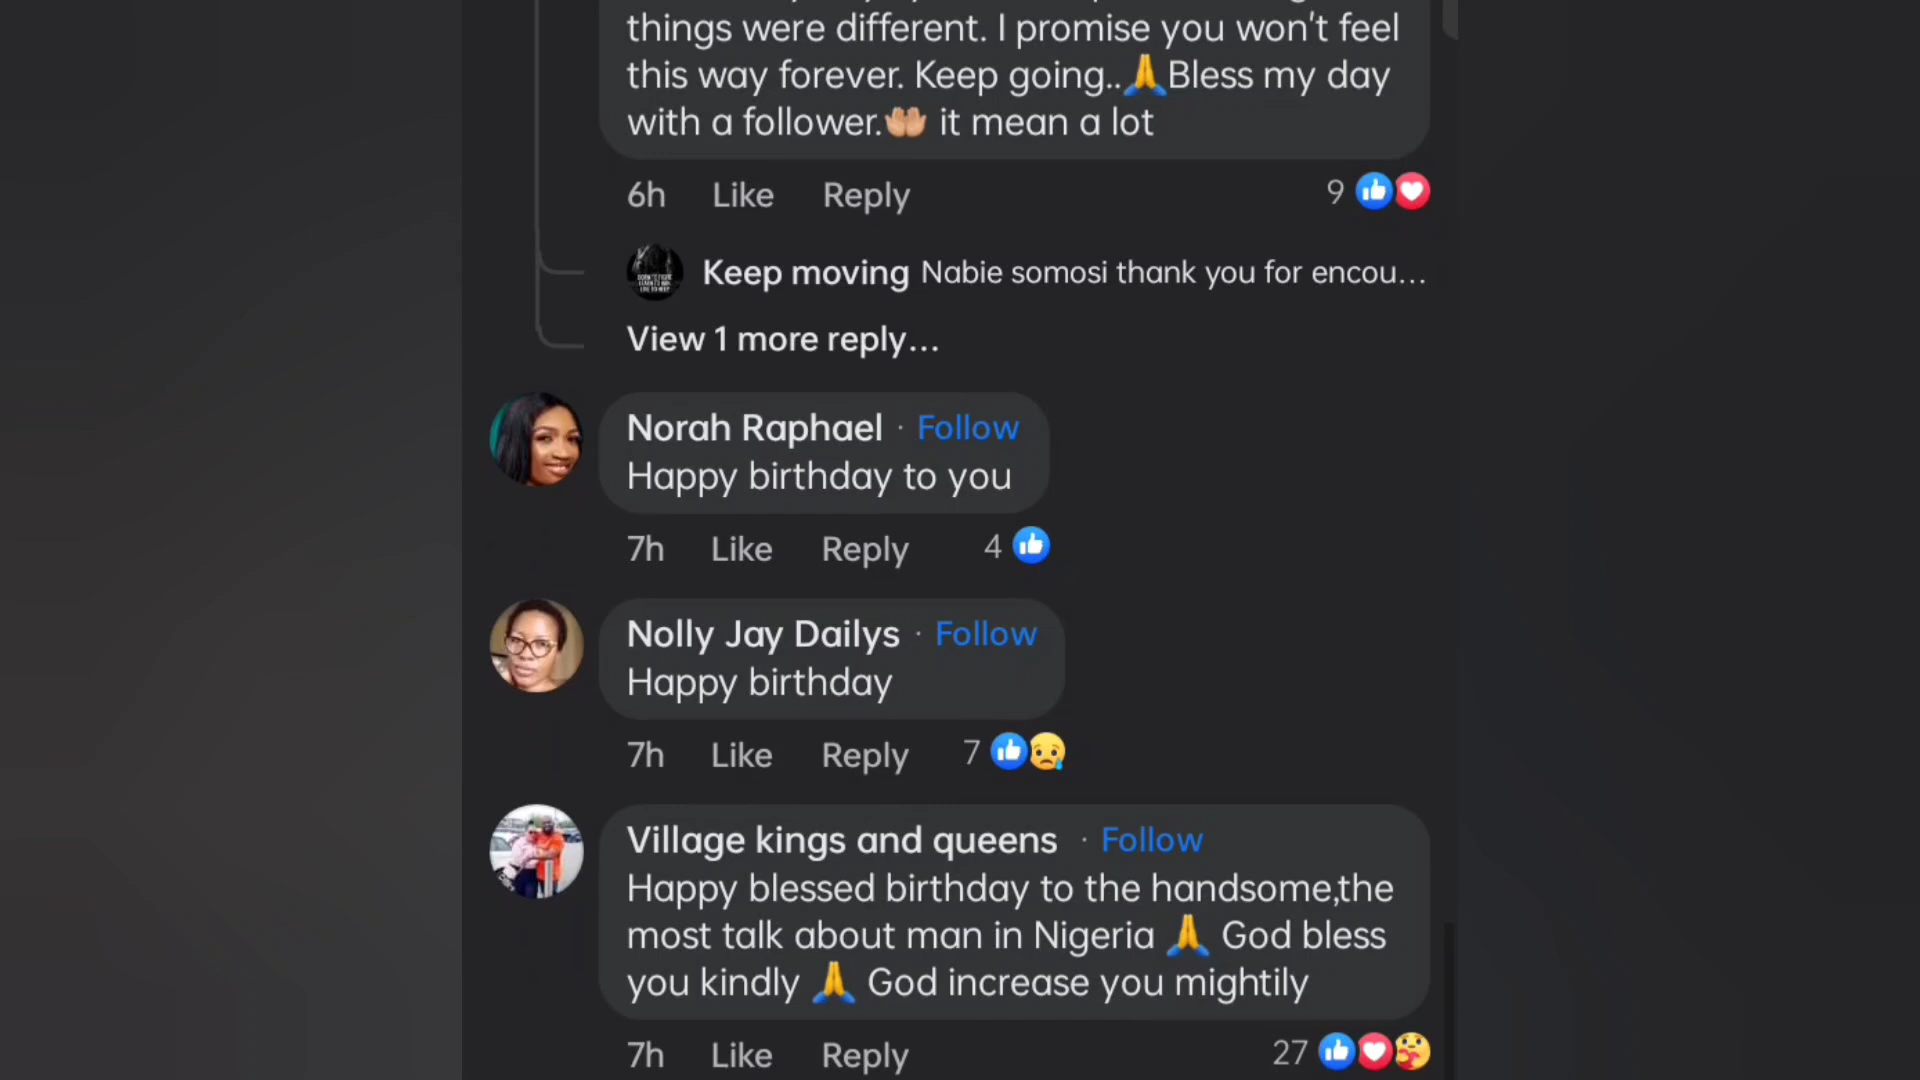 things were different. I promise you won't feel
this way forever. Keep going..🙏Bless my day
with a follower.🤲🏼 it mean a lot
6h Like Reply 9
Keep moving Nabie somosi thank you for encou...
View 1 more reply...
Norah Raphael · Follow
Happy birthday to you
7h Like Reply 4
Nolly Jay Dailys · Follow
Happy birthday
7h Like Reply 7
Village kings and queens · Follow
Happy blessed birthday to the handsome,the
most talk about man in Nigeria 🙏 God bless
you kindly 🙏 God increase you mightily
7h Like Reply 27